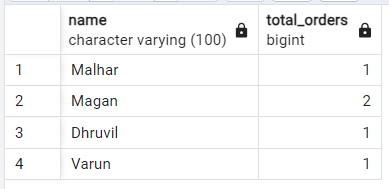 name total_orders
character varying (100) bigint
1 Malhar 1
2 Magan 2
3 Dhruvil 1
4 Varun 1